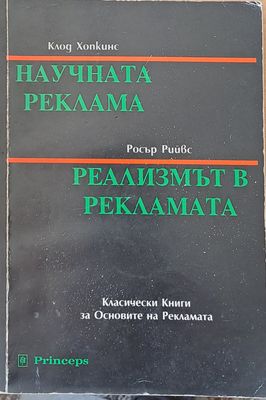 Клод Хопкинс
НАУЧНАТА
РЕКЛАМА
Росър Рийвс
РЕАЛИЗМЪТ В
РЕКЛАМАТА
Класически Книги
за Основите на Рекламата
Princeps